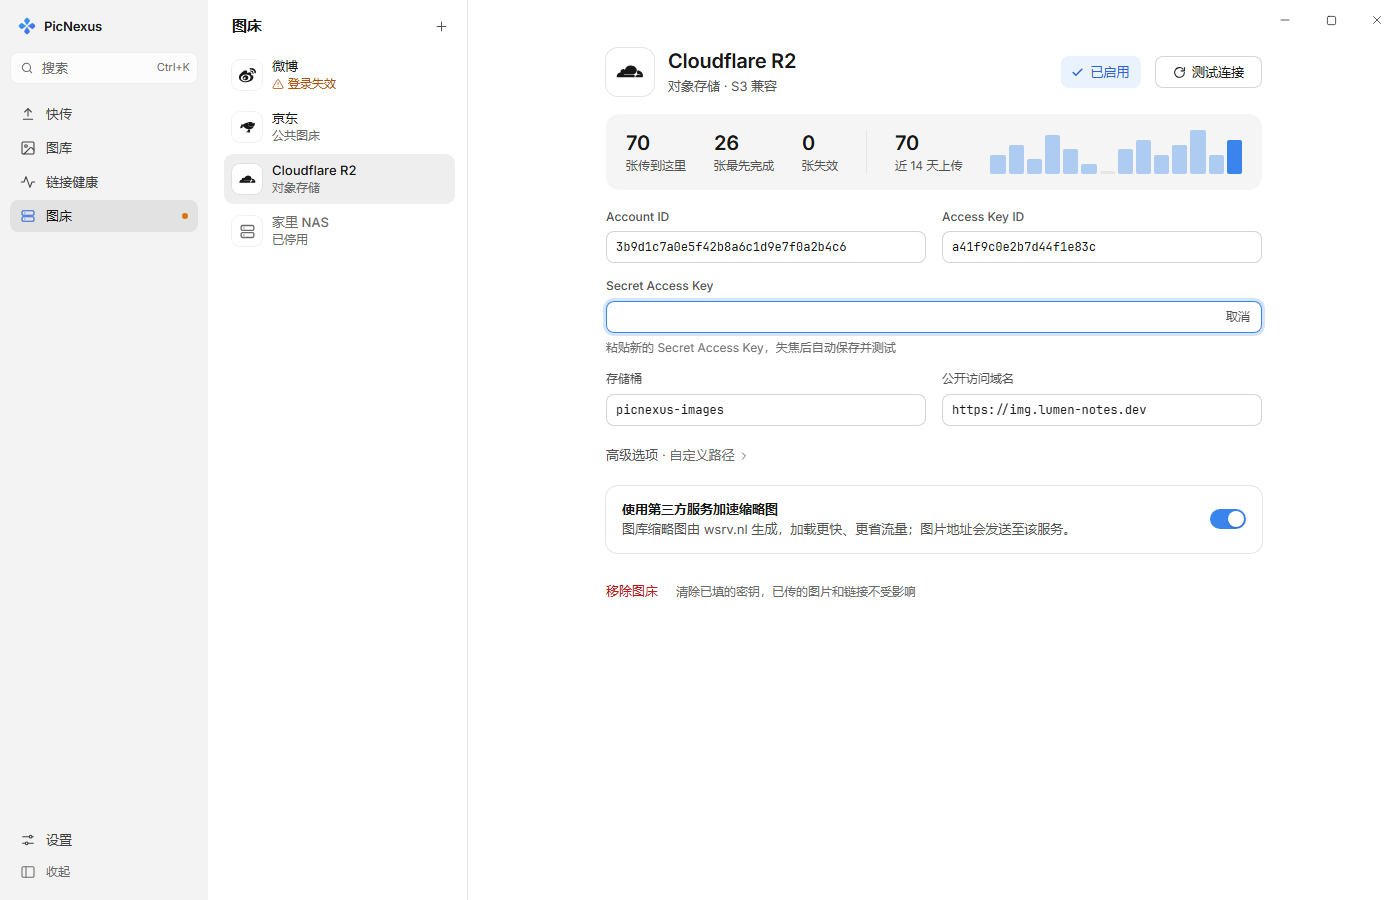 PicNexus
搜索 Ctrl+K
快传
图库
链接健康
图床
设置
收起
图床
微博
登录失效
京东
公共图床
Cloudflare R2
对象存储
家里 NAS
已停用
Cloudflare R2
对象存储 · S3 兼容
已启用
测试连接
70 26 0 70
张传到这里 张最先完成 张失效 近 14 天上传
Account ID Access Key ID
3b9d1c7a0e5f42b8a6c1d9e7f0a2b4c6 a41f9c0e2b7d44f1e83c
Secret Access Key
取消
粘贴新的 Secret Access Key，失焦后自动保存并测试
存储桶 公开访问域名
picnexus-images https://img.lumen-notes.dev
高级选项 · 自定义路径
使用第三方服务加速缩略图
图库缩略图由 wsrv.nl 生成，加载更快、更省流量；图片地址会发送至该服务。
移除图床 清除已填的密钥，已传的图片和链接不受影响